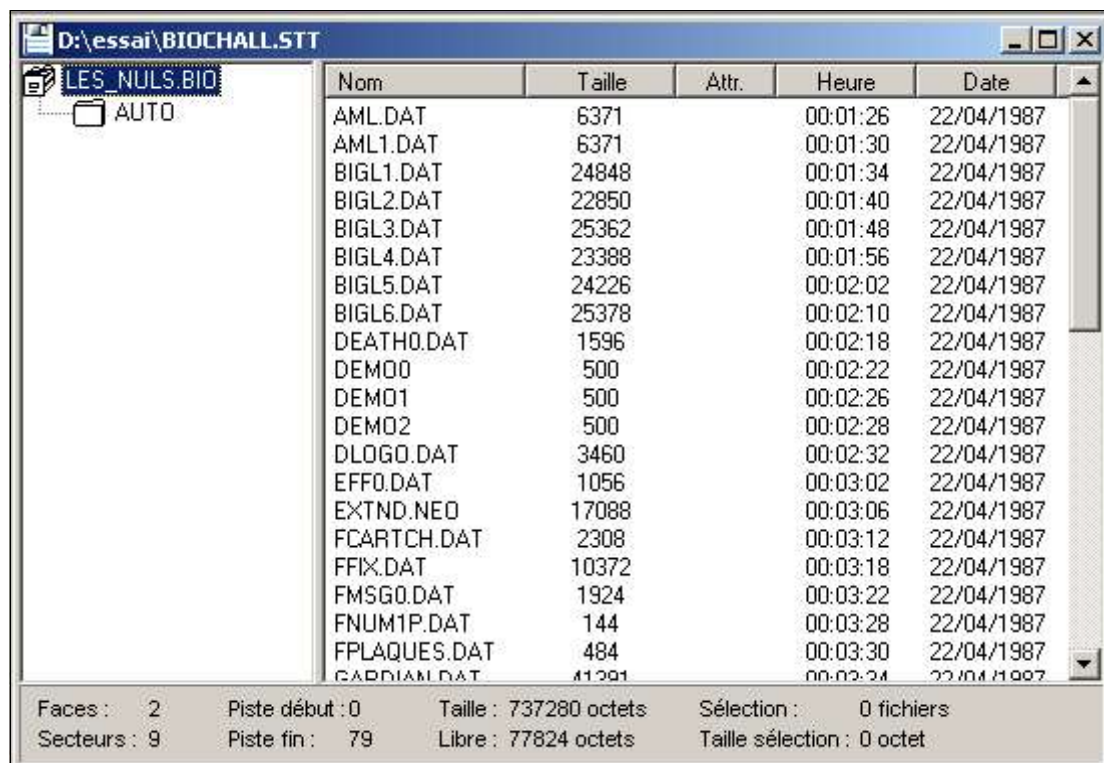 D:\essai\BIOCHALL.STT
LES_NULS.BIO
AUTO
Nom Taille Attr. Heure Date
AML.DAT 6371 00:01:26 22/04/1987
AML1.DAT 6371 00:01:30 22/04/1987
BIGL1.DAT 24848 00:01:34 22/04/1987
BIGL2.DAT 22850 00:01:40 22/04/1987
BIGL3.DAT 25362 00:01:48 22/04/1987
BIGL4.DAT 23388 00:01:56 22/04/1987
BIGL5.DAT 24226 00:02:02 22/04/1987
BIGL6.DAT 25378 00:02:10 22/04/1987
DEATH0.DAT 1596 00:02:18 22/04/1987
DEMO0 500 00:02:22 22/04/1987
DEMO1 500 00:02:26 22/04/1987
DEMO2 500 00:02:28 22/04/1987
DLOGO.DAT 3460 00:02:32 22/04/1987
EFF0.DAT 1056 00:03:02 22/04/1987
EXTND.NEO 17088 00:03:06 22/04/1987
FCARTCH.DAT 2308 00:03:12 22/04/1987
FFIX.DAT 10372 00:03:18 22/04/1987
FMSG0.DAT 1924 00:03:22 22/04/1987
FNUM1P.DAT 144 00:03:28 22/04/1987
FPLAQUES.DAT 484 00:03:30 22/04/1987
GARDIAN.DAT 41291 00:03:34 22/04/1987
Faces : 2 Piste début : 0 Taille : 737280 octets Sélection : 0 fichiers
Secteurs : 9 Piste fin : 79 Libre : 77824 octets Taille sélection : 0 octet